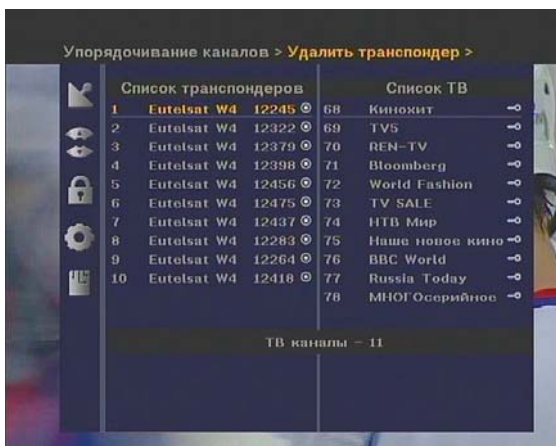 Упорядочивание каналов > Удалить транспондер >
Список транспондеров
1 Eutelsat W4 12245
2 Eutelsat W4 12322
3 Eutelsat W4 12379
4 Eutelsat W4 12398
5 Eutelsat W4 12456
6 Eutelsat W4 12475
7 Eutelsat W4 12437
8 Eutelsat W4 12283
9 Eutelsat W4 12264
10 Eutelsat W4 12418
Список ТВ
68 Кинохит
69 TV5
70 REN-TV
71 Bloomberg
72 World Fashion
73 TV SALE
74 НТВ Мир
75 Наше новое кино
76 BBC World
77 Russia Today
78 МНОГОсерийное
ТВ каналы - 11